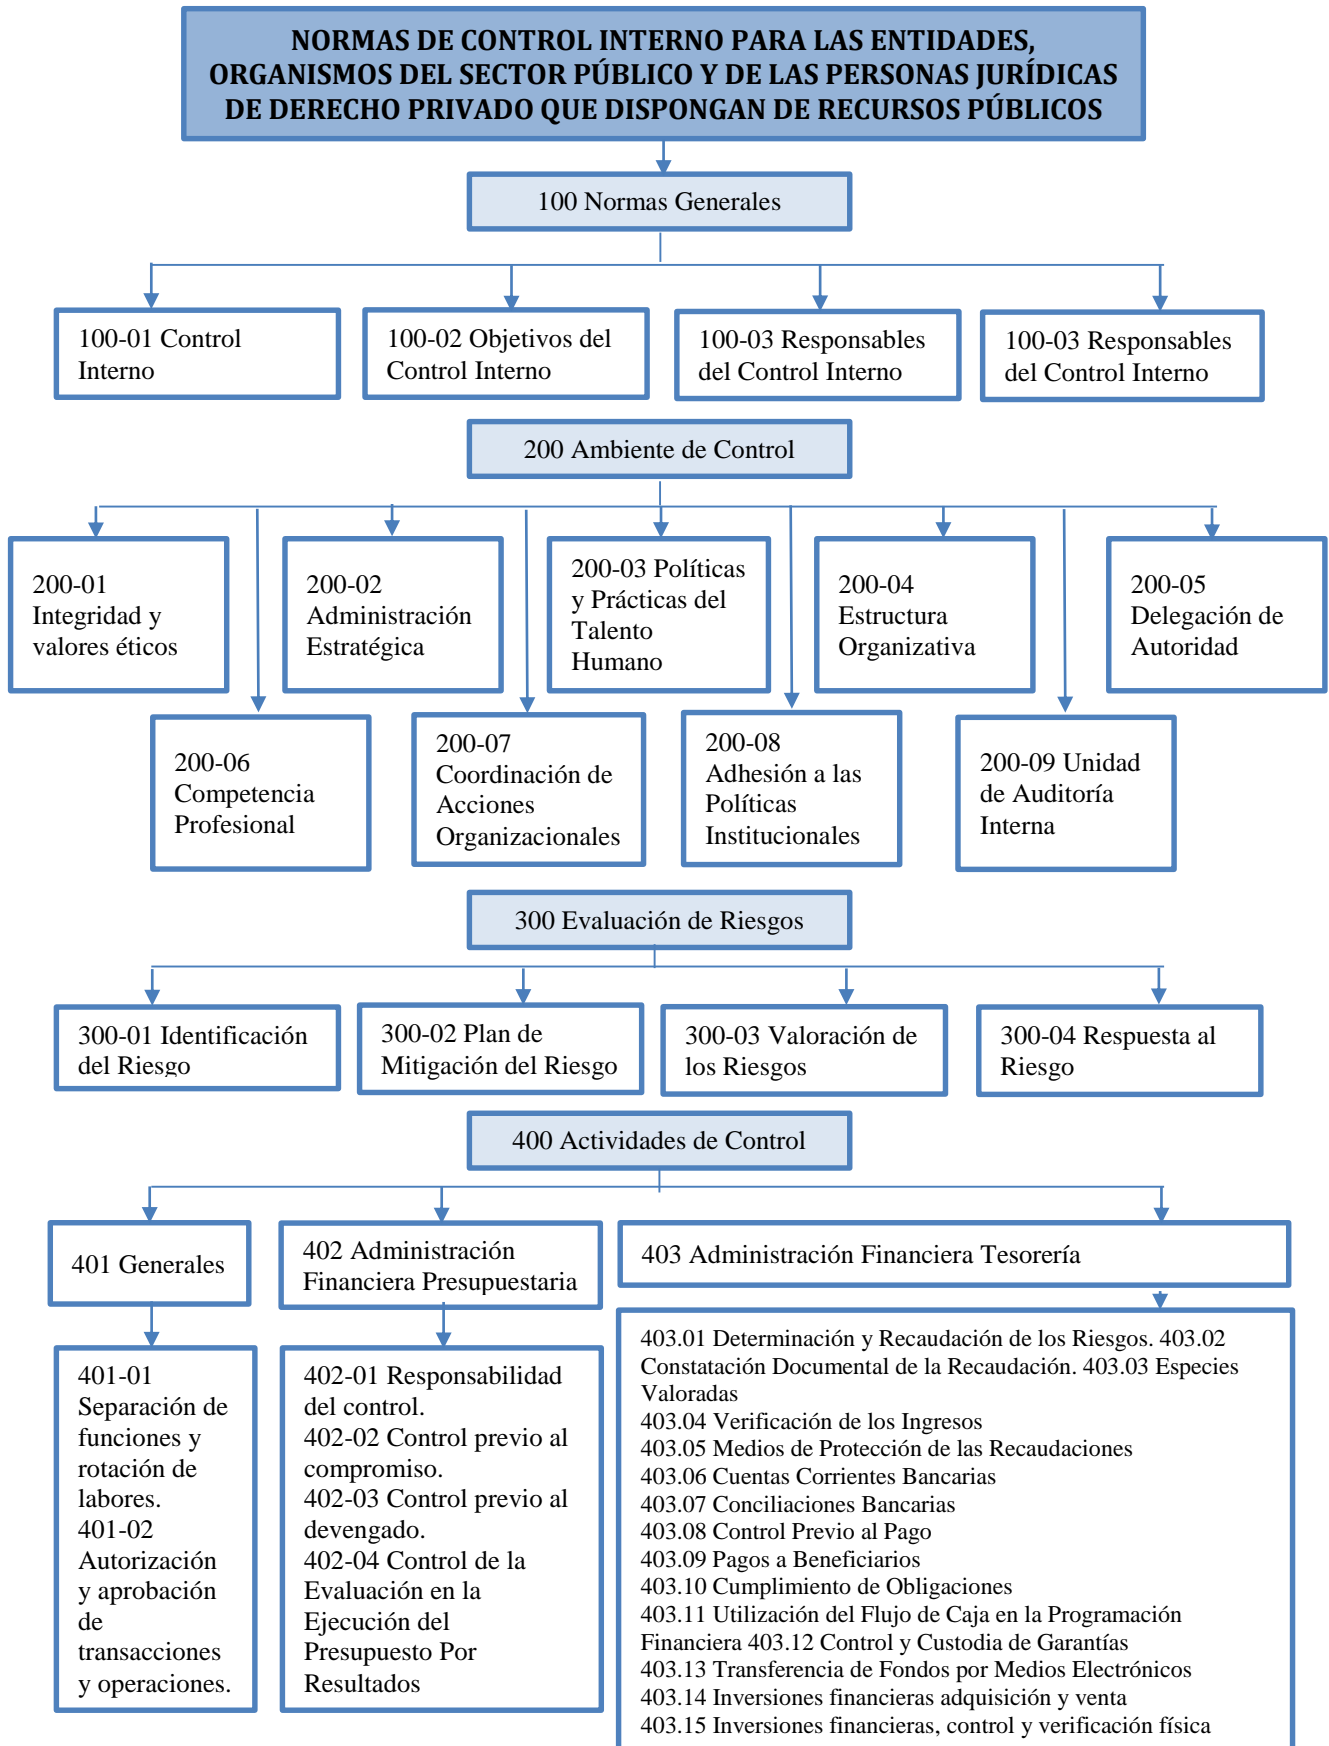 NORMAS DE CONTROL INTERNO PARA LAS ENTIDADES,
ORGANISMOS DEL SECTOR PÚBLICO Y DE LAS PERSONAS JURÍDICAS
DE DERECHO PRIVADO QUE DISPONGAN DE RECURSOS PÚBLICOS
100 Normas Generales
100-01 Control
Interno
100-02 Objetivos del
Control Interno
100-03 Responsables
del Control Interno
100-03 Responsables
del Control Interno
200 Ambiente de Control
200-01
Integridad y
valores éticos
200-02
Administración
Estratégica
200-03 Políticas
y Prácticas del
Talento
Humano
200-04
Estructura
Organizativa
200-05
Delegación de
Autoridad
200-06
Competencia
Profesional
200-07
Coordinación de
Acciones
Organizacionales
200-08
Adhesión a las
Políticas
Institucionales
200-09 Unidad
de Auditoría
Interna
300 Evaluación de Riesgos
300-01 Identificación
del Riesgo
300-02 Plan de
Mitigación del Riesgo
300-03 Valoración de
los Riesgos
300-04 Respuesta al
Riesgo
400 Actividades de Control
401 Generales
402 Administración
Financiera Presupuestaria
403 Administración Financiera Tesorería
401-01
Separación de
funciones y
rotación de
labores.
401-02
Autorización
y aprobación
de
transacciones
y operaciones.
402-01 Responsabilidad
del control.
402-02 Control previo al
compromiso.
402-03 Control previo al
devengado.
402-04 Control de la
Evaluación en la
Ejecución del
Presupuesto Por
Resultados
403.01 Determinación y Recaudación de los Riesgos. 403.02
Constatación Documental de la Recaudación. 403.03 Especies
Valoradas
403.04 Verificación de los Ingresos
403.05 Medios de Protección de las Recaudaciones
403.06 Cuentas Corrientes Bancarias
403.07 Conciliaciones Bancarias
403.08 Control Previo al Pago
403.09 Pagos a Beneficiarios
403.10 Cumplimiento de Obligaciones
403.11 Utilización del Flujo de Caja en la Programación
Financiera 403.12 Control y Custodia de Garantías
403.13 Transferencia de Fondos por Medios Electrónicos
403.14 Inversiones financieras adquisición y venta
403.15 Inversiones financieras, control y verificación física